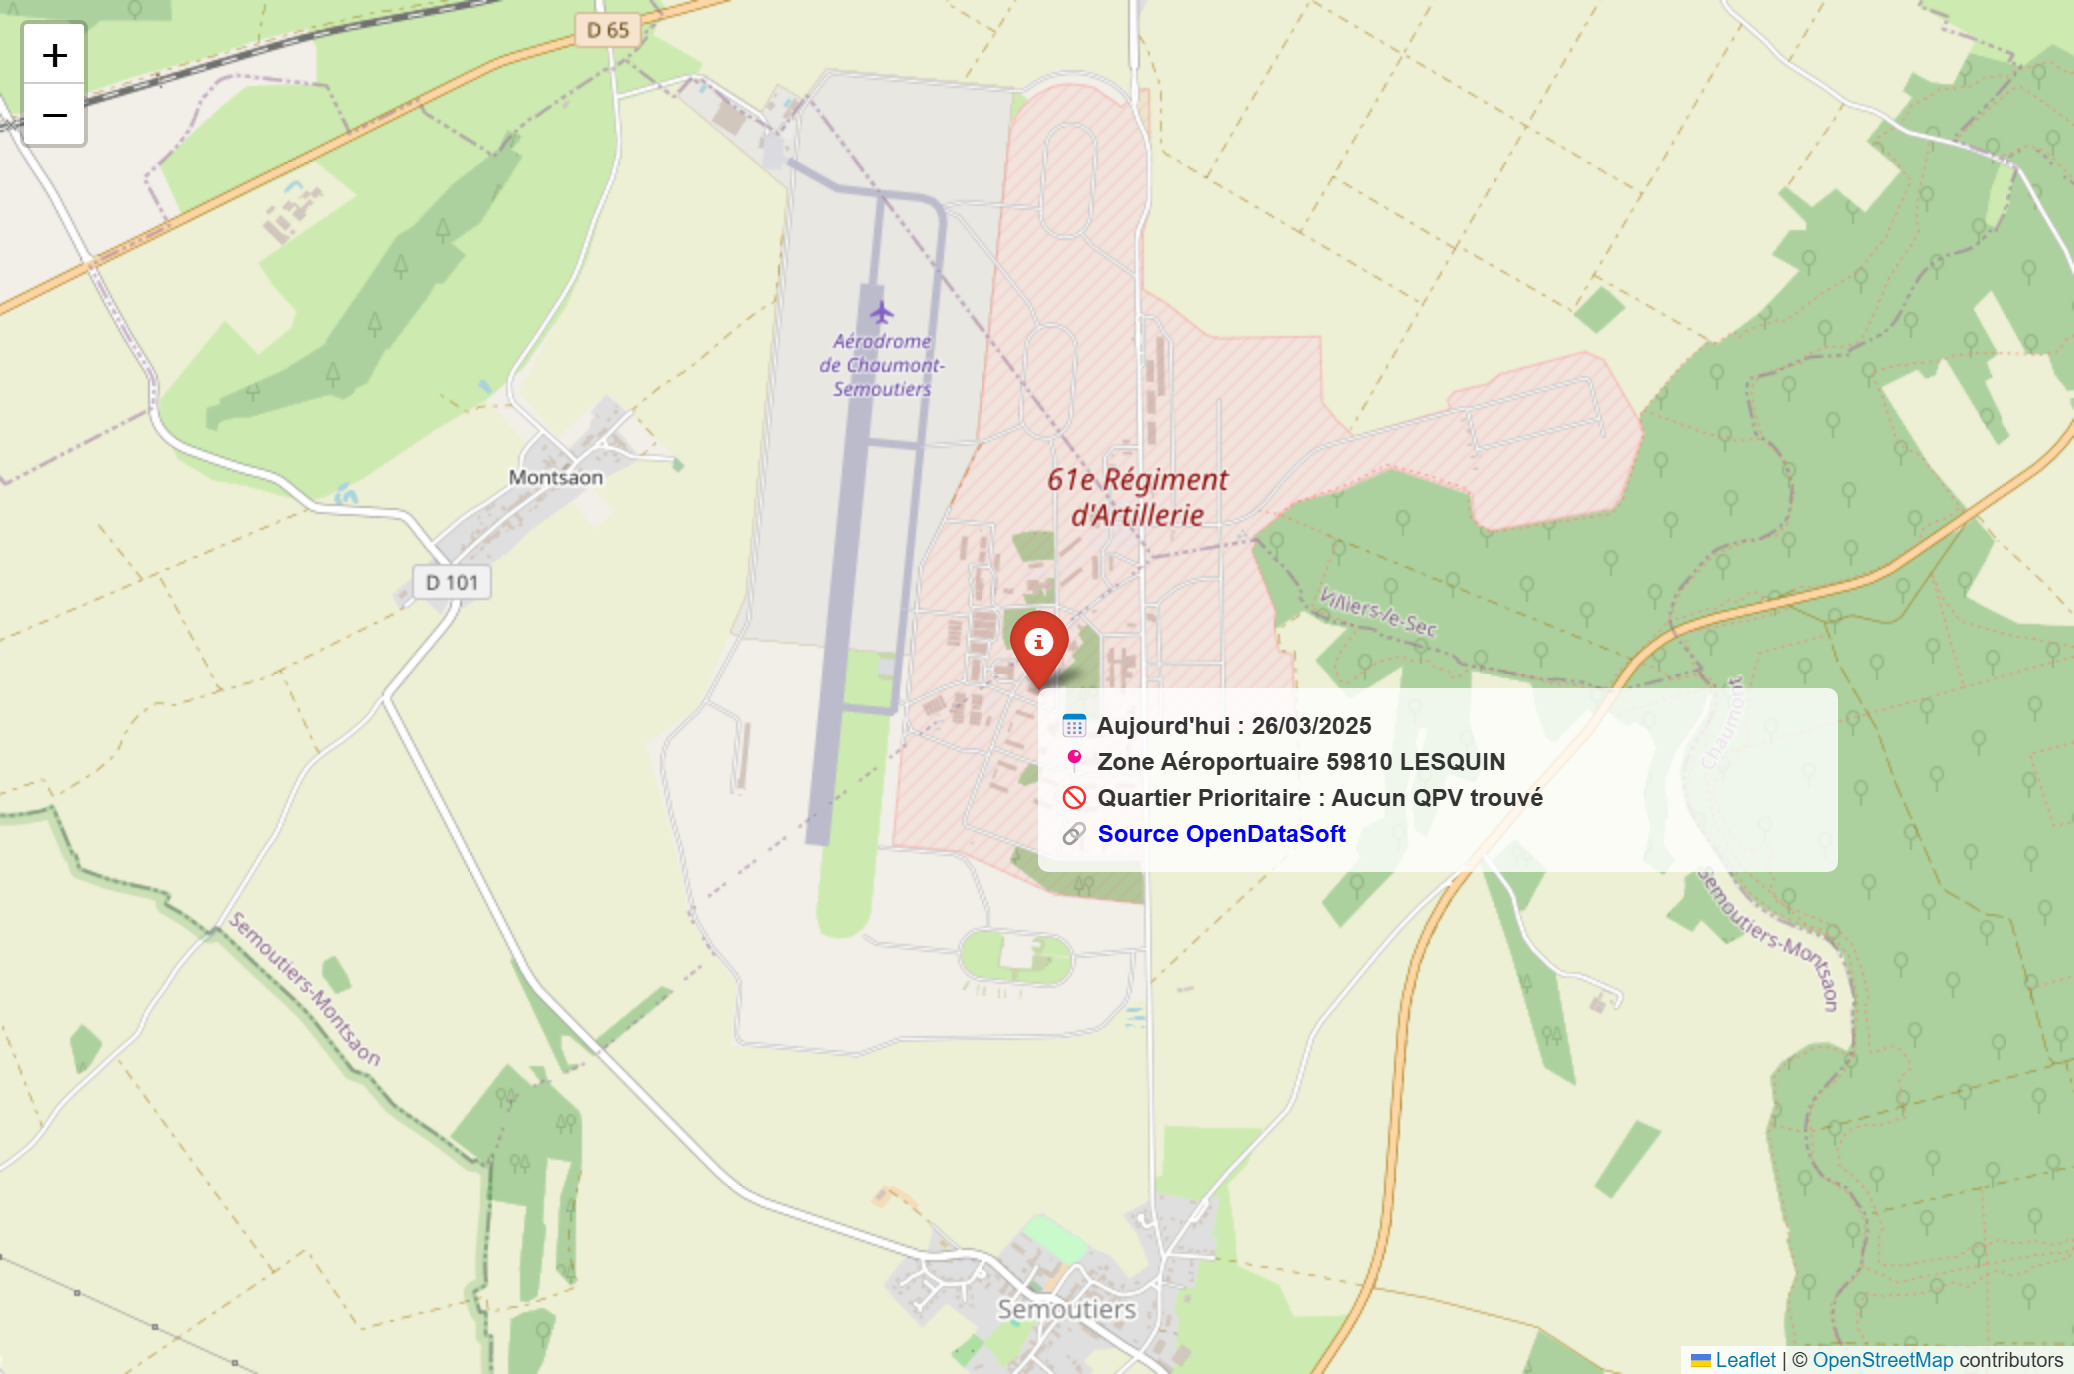 +
−
D 65
Aérodrome
de Chaumont-
Semoutiers
61e Régiment
d'Artillerie
Montsaon
D 101
Villiers-le-Sec
Chaumont
Aujourd'hui : 26/03/2025
Zone Aéroportuaire 59810 LESQUIN
Quartier Prioritaire : Aucun QPV trouvé
Source OpenDataSoft
Semoutiers-Montsaon
Semoutiers-Montsaon
Semoutiers
Leaflet | © OpenStreetMap contributors